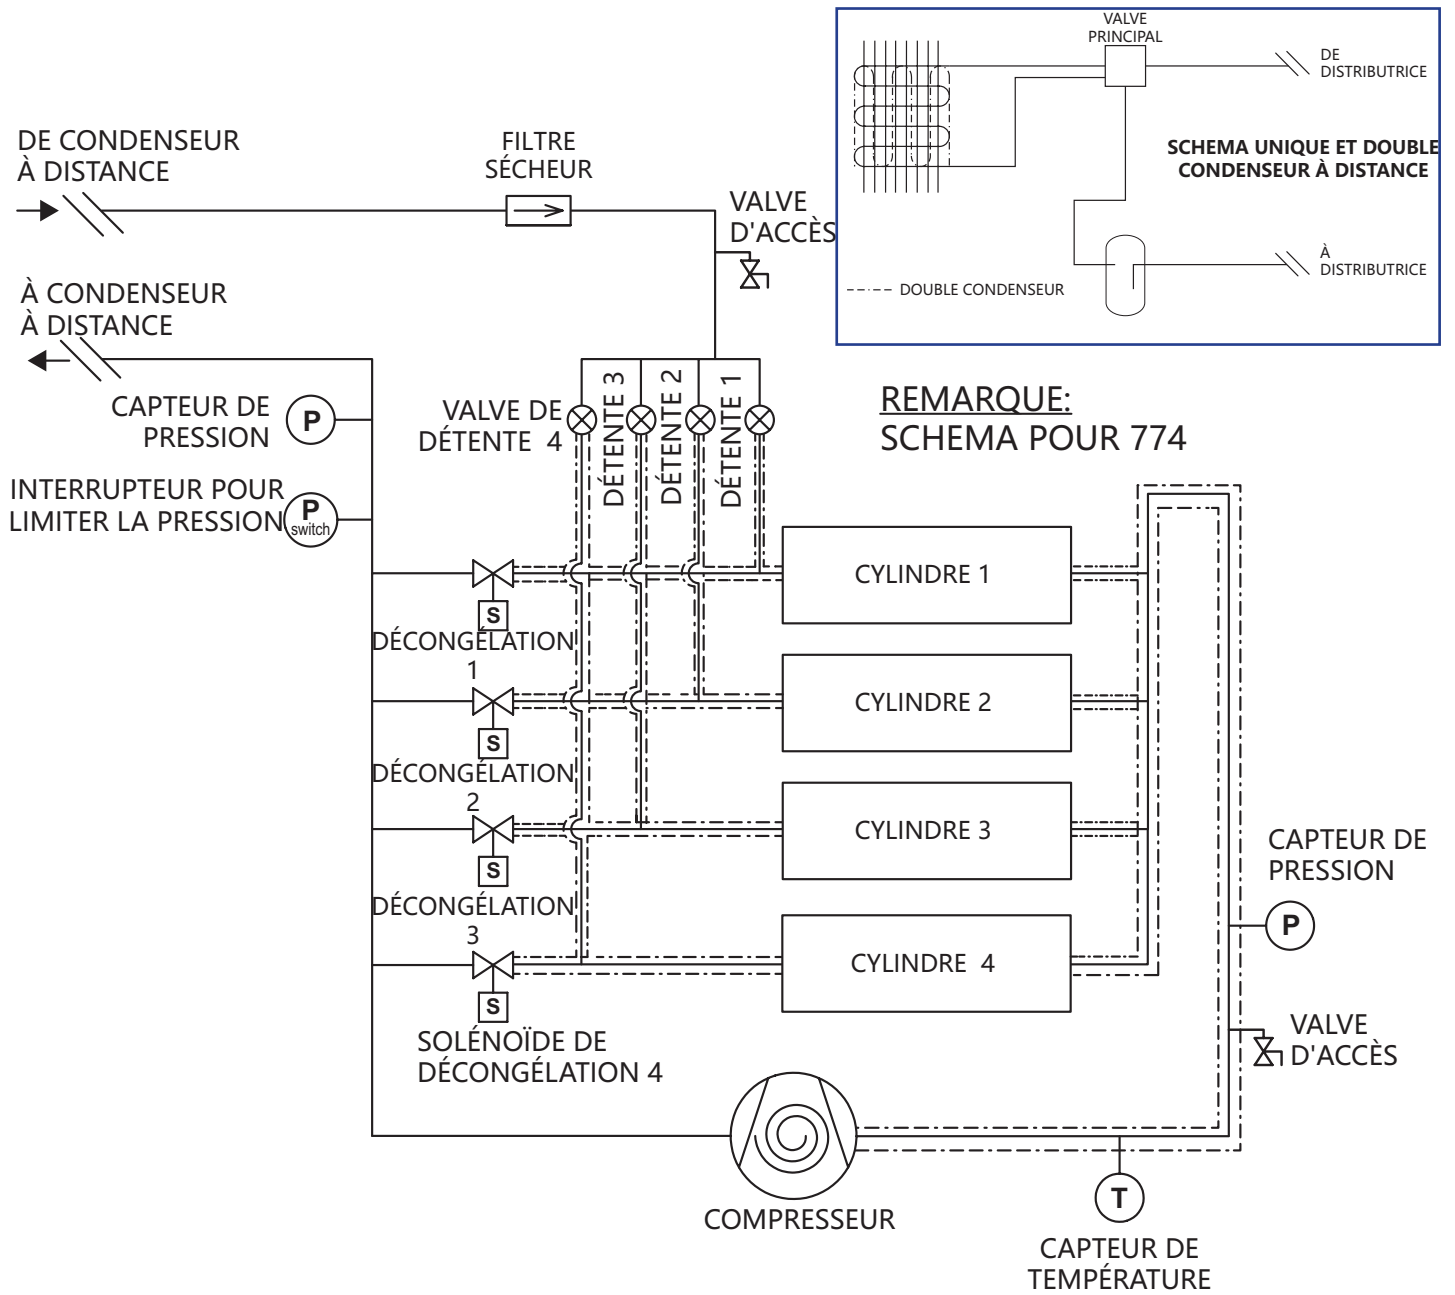 VALVE
PRINCIPAL
DE
DISTRIBUTRICE
SCHEMA UNIQUE ET DOUBLE
CONDENSEUR À DISTANCE
À
DISTRIBUTRICE
DOUBLE CONDENSEUR
DE CONDENSEUR
À DISTANCE
FILTRE
SÉCHEUR
VALVE
D'ACCÈS
À CONDENSEUR
À DISTANCE
CAPTEUR DE
PRESSION
P
VALVE DE
DÉTENTE 4
DÉTENTE 3
DÉTENTE 2
DÉTENTE 1
REMARQUE:
SCHEMA POUR 774
INTERRUPTEUR POUR
LIMITER LA PRESSION
P
switch
CYLINDRE 1
S
DÉCONGÉLATION
1
CYLINDRE 2
S
DÉCONGÉLATION
2
CYLINDRE 3
S
DÉCONGÉLATION
3
CAPTEUR DE
PRESSION
P
CYLINDRE 4
S
SOLÉNOÏDE DE
DÉCONGÉLATION 4
VALVE
D'ACCÈS
COMPRESSEUR
T
CAPTEUR DE
TEMPÉRATURE